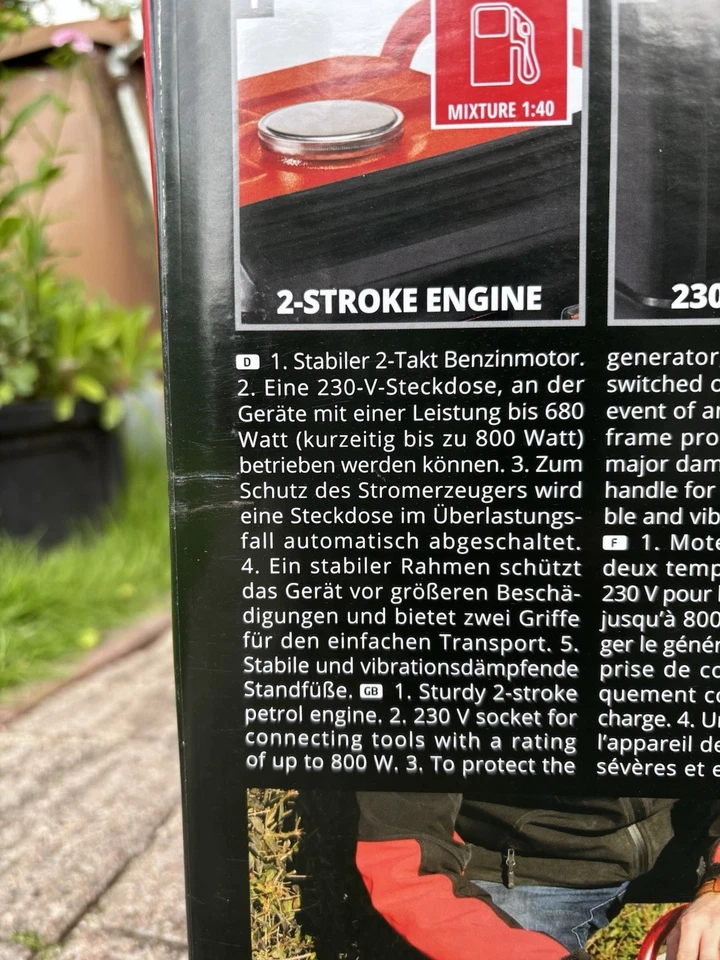 MIXTURE 1:40
2-STROKE ENGINE
230
D 1. Stabiler 2-Takt Benzinmotor.
2. Eine 230-V-Steckdose, an der
Geräte mit einer Leistung bis 680
Watt (kurzeitig bis zu 800 Watt)
betrieben werden können. 3. Zum
Schutz des Stromerzeugers wird
eine Steckdose im Überlastungs-
fall automatisch abgeschaltet.
4. Ein stabiler Rahmen schützt
das Gerät vor größeren Beschä-
digungen und bietet zwei Griffe
für den einfachen Transport. 5.
Stabile und vibrationsdämpfende
Standfüße. GB 1. Sturdy 2-stroke
petrol engine. 2. 230 V socket for
connecting tools with a rating
of up to 800 W. 3. To protect the
generator
switched
event of
frame pro
major dam
handle for
ble and vib
F 1. Mote
deux temp
230 V pour
jusqu'à 800
ger le génér
prise de co
quement co
charge. 4. Un
l'appareil de
sévères et e